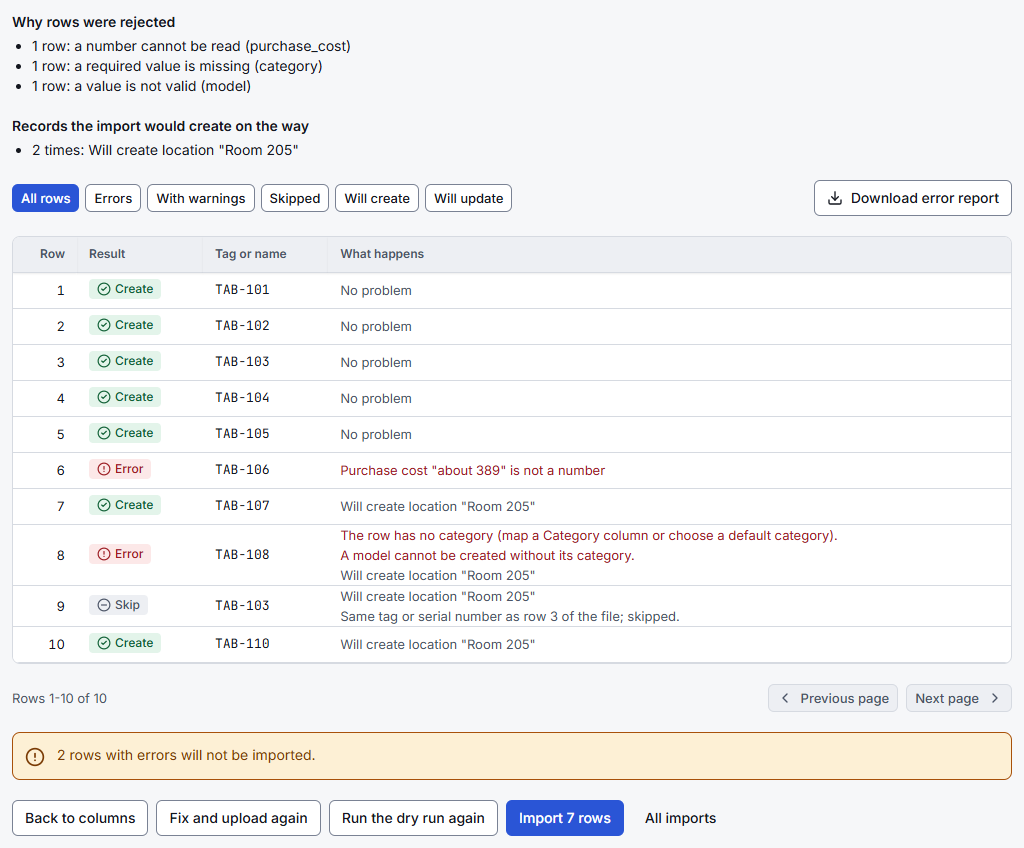 Why rows were rejected
• 1 row: a number cannot be read (purchase_cost)
• 1 row: a required value is missing (category)
• 1 row: a value is not valid (model)
Records the import would create on the way
• 2 times: Will create location "Room 205"
All rows Errors With warnings Skipped Will create Will update Download error report
Row Result Tag or name What happens
1 Create TAB-101 No problem
2 Create TAB-102 No problem
3 Create TAB-103 No problem
4 Create TAB-104 No problem
5 Create TAB-105 No problem
6 Error TAB-106 Purchase cost "about 389" is not a number
7 Create TAB-107 Will create location "Room 205"
8 Error TAB-108 The row has no category (map a Category column or choose a default category).
A model cannot be created without its category.
Will create location "Room 205"
9 Skip TAB-103 Will create location "Room 205"
Same tag or serial number as row 3 of the file; skipped.
10 Create TAB-110 Will create location "Room 205"
Rows 1-10 of 10 Previous page Next page
2 rows with errors will not be imported.
Back to columns Fix and upload again Run the dry run again Import 7 rows All imports